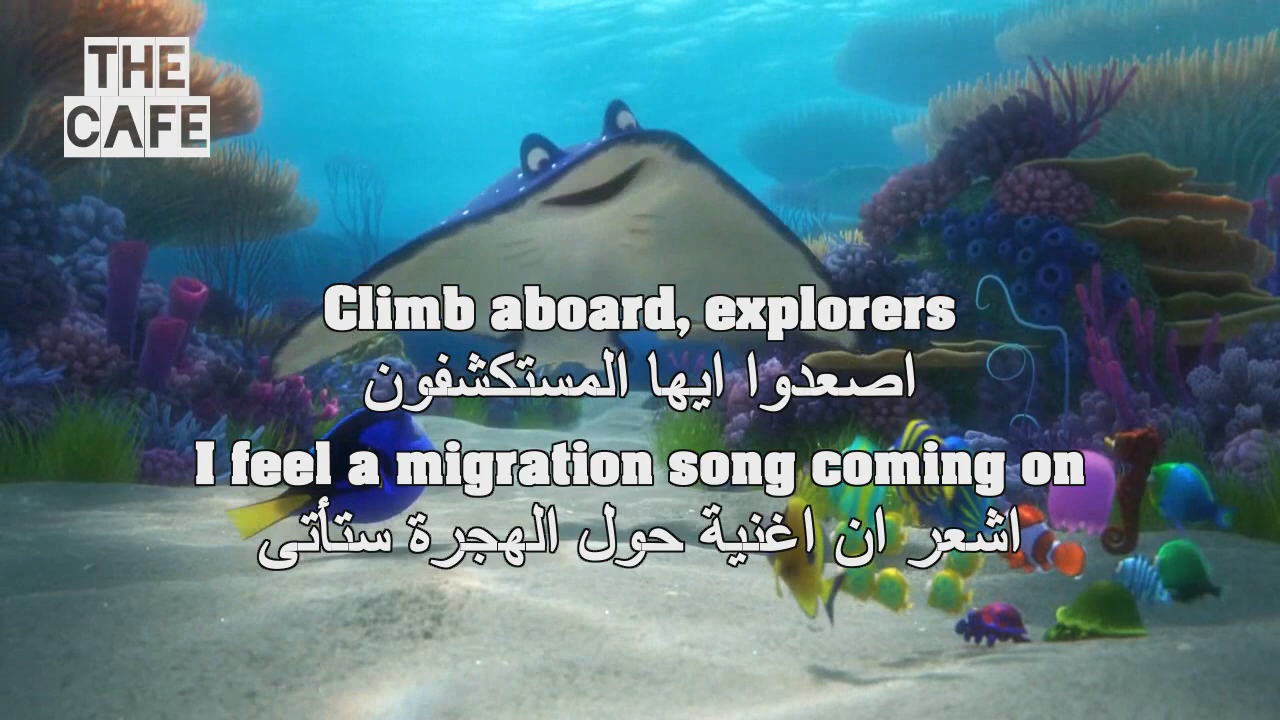 THE
CAFE
Climb aboard, explorers
اصعدوا ايها المستكشفون
I feel a migration song coming on
اشعر ان اغنية حول الهجرة ستأتى